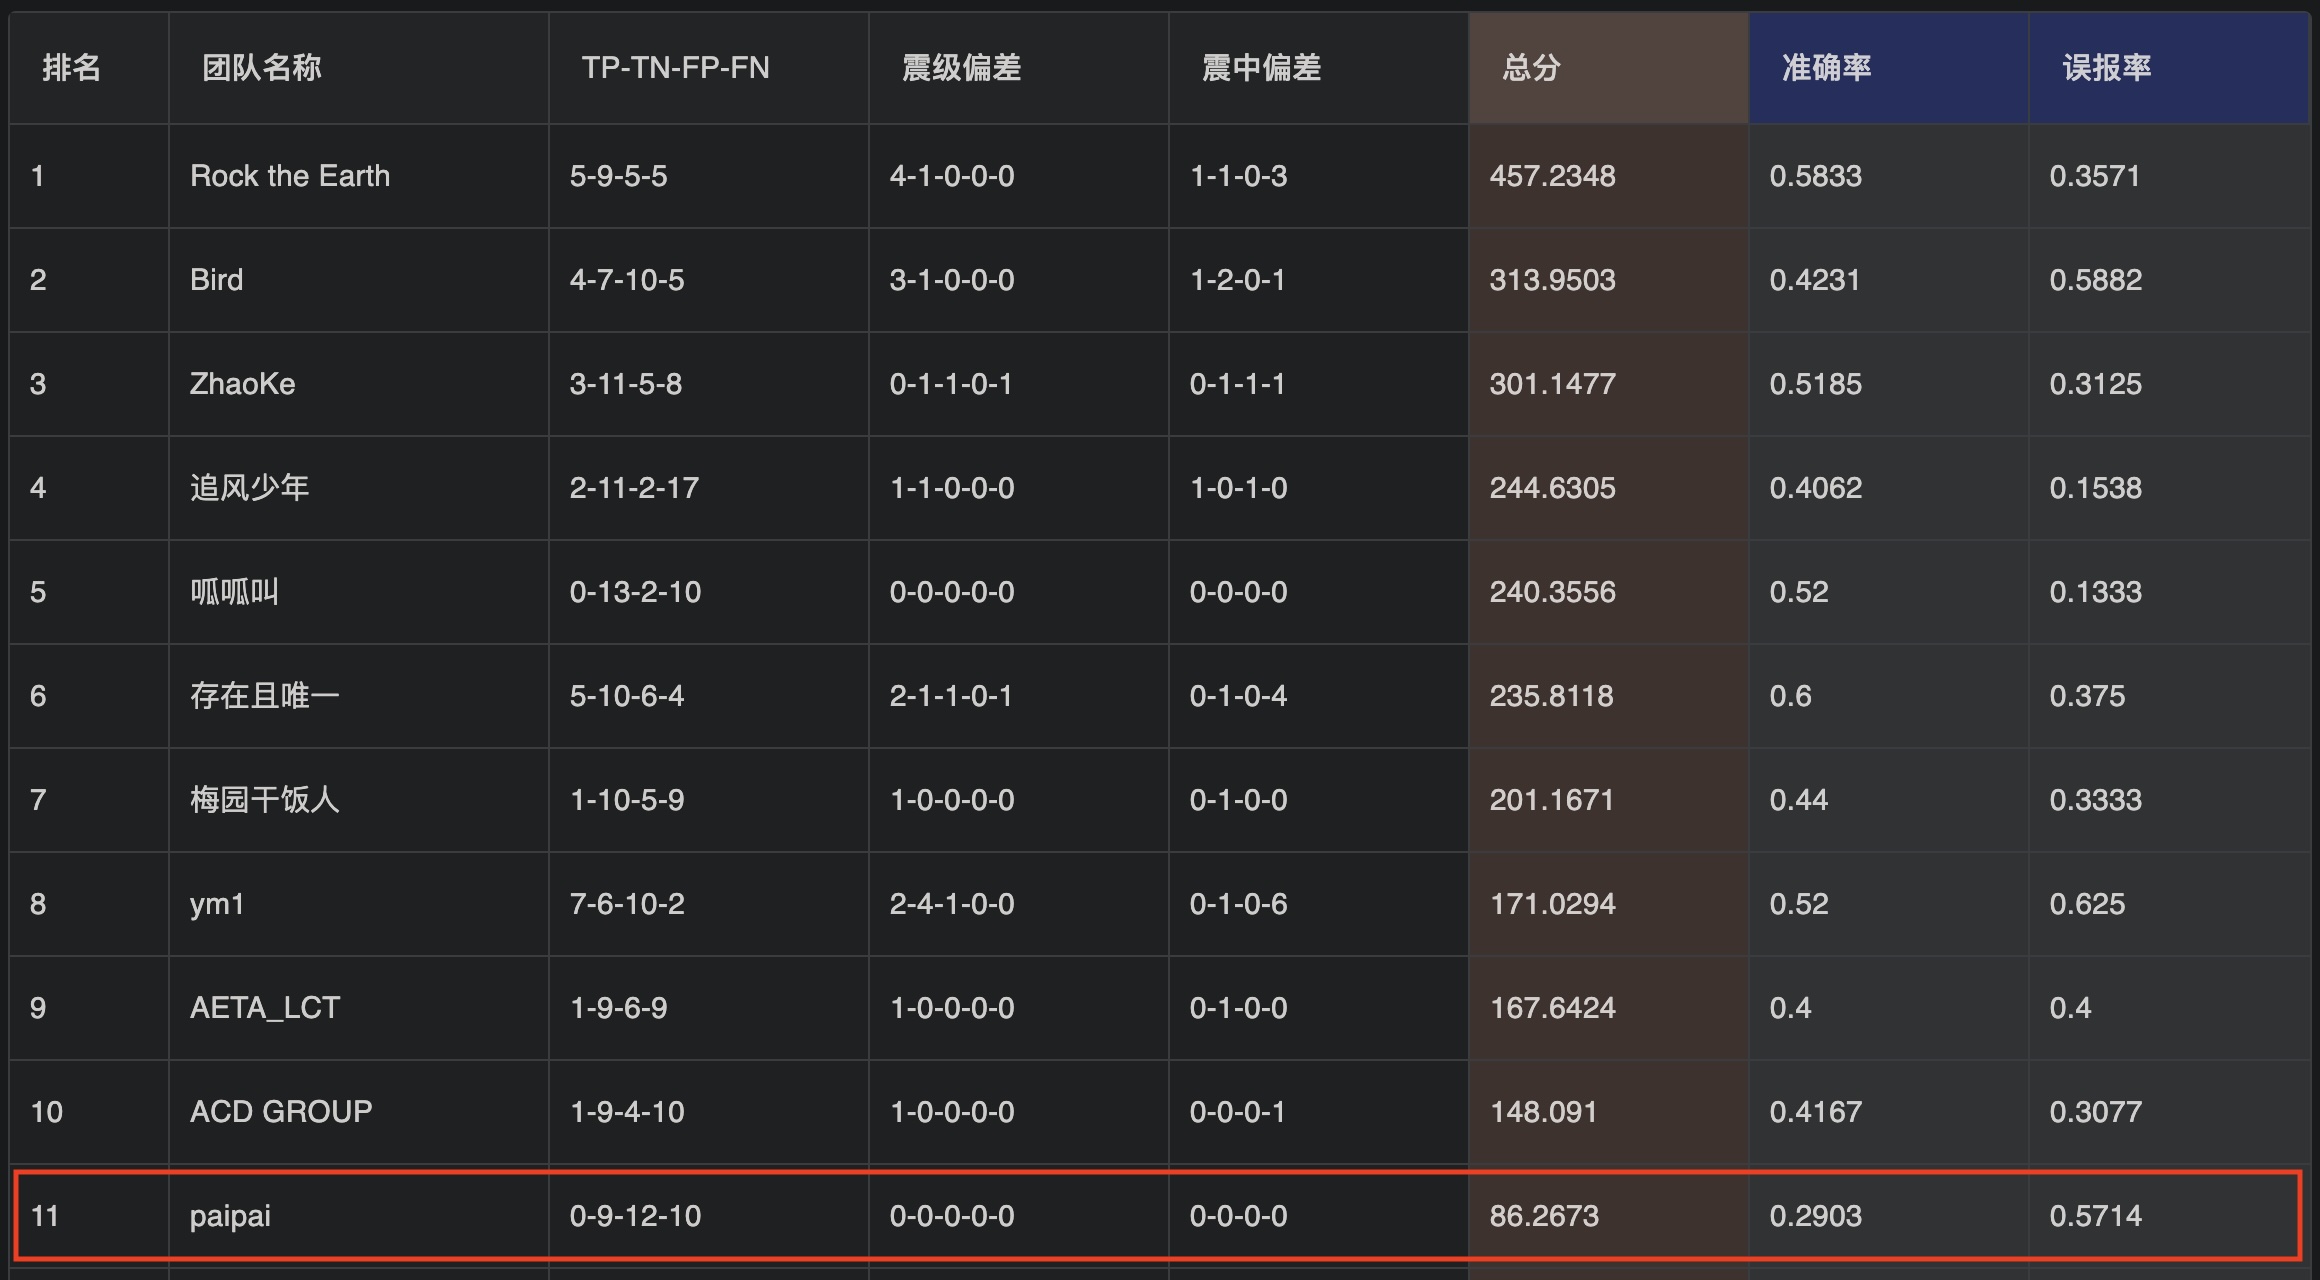 排名 团队名称 TP-TN-FP-FN 震级偏差 震中偏差 总分 准确率 误报率
1 Rock the Earth 5-9-5-5 4-1-0-0-0 1-1-0-3 457.2348 0.5833 0.3571
2 Bird 4-7-10-5 3-1-0-0-0 1-2-0-1 313.9503 0.4231 0.5882
3 ZhaoKe 3-11-5-8 0-1-1-0-1 0-1-1-1 301.1477 0.5185 0.3125
4 追风少年 2-11-2-17 1-1-0-0-0 1-0-1-0 244.6305 0.4062 0.1538
5 呱呱叫 0-13-2-10 0-0-0-0-0 0-0-0-0 240.3556 0.52 0.1333
6 存在且唯一 5-10-6-4 2-1-1-0-1 0-1-0-4 235.8118 0.6 0.375
7 梅园干饭人 1-10-5-9 1-0-0-0-0 0-1-0-0 201.1671 0.44 0.3333
8 ym1 7-6-10-2 2-4-1-0-0 0-1-0-6 171.0294 0.52 0.625
9 AETA_LCT 1-9-6-9 1-0-0-0-0 0-1-0-0 167.6424 0.4 0.4
10 ACD GROUP 1-9-4-10 1-0-0-0-0 0-0-0-1 148.091 0.4167 0.3077
11 paipai 0-9-12-10 0-0-0-0-0 0-0-0-0 86.2673 0.2903 0.5714